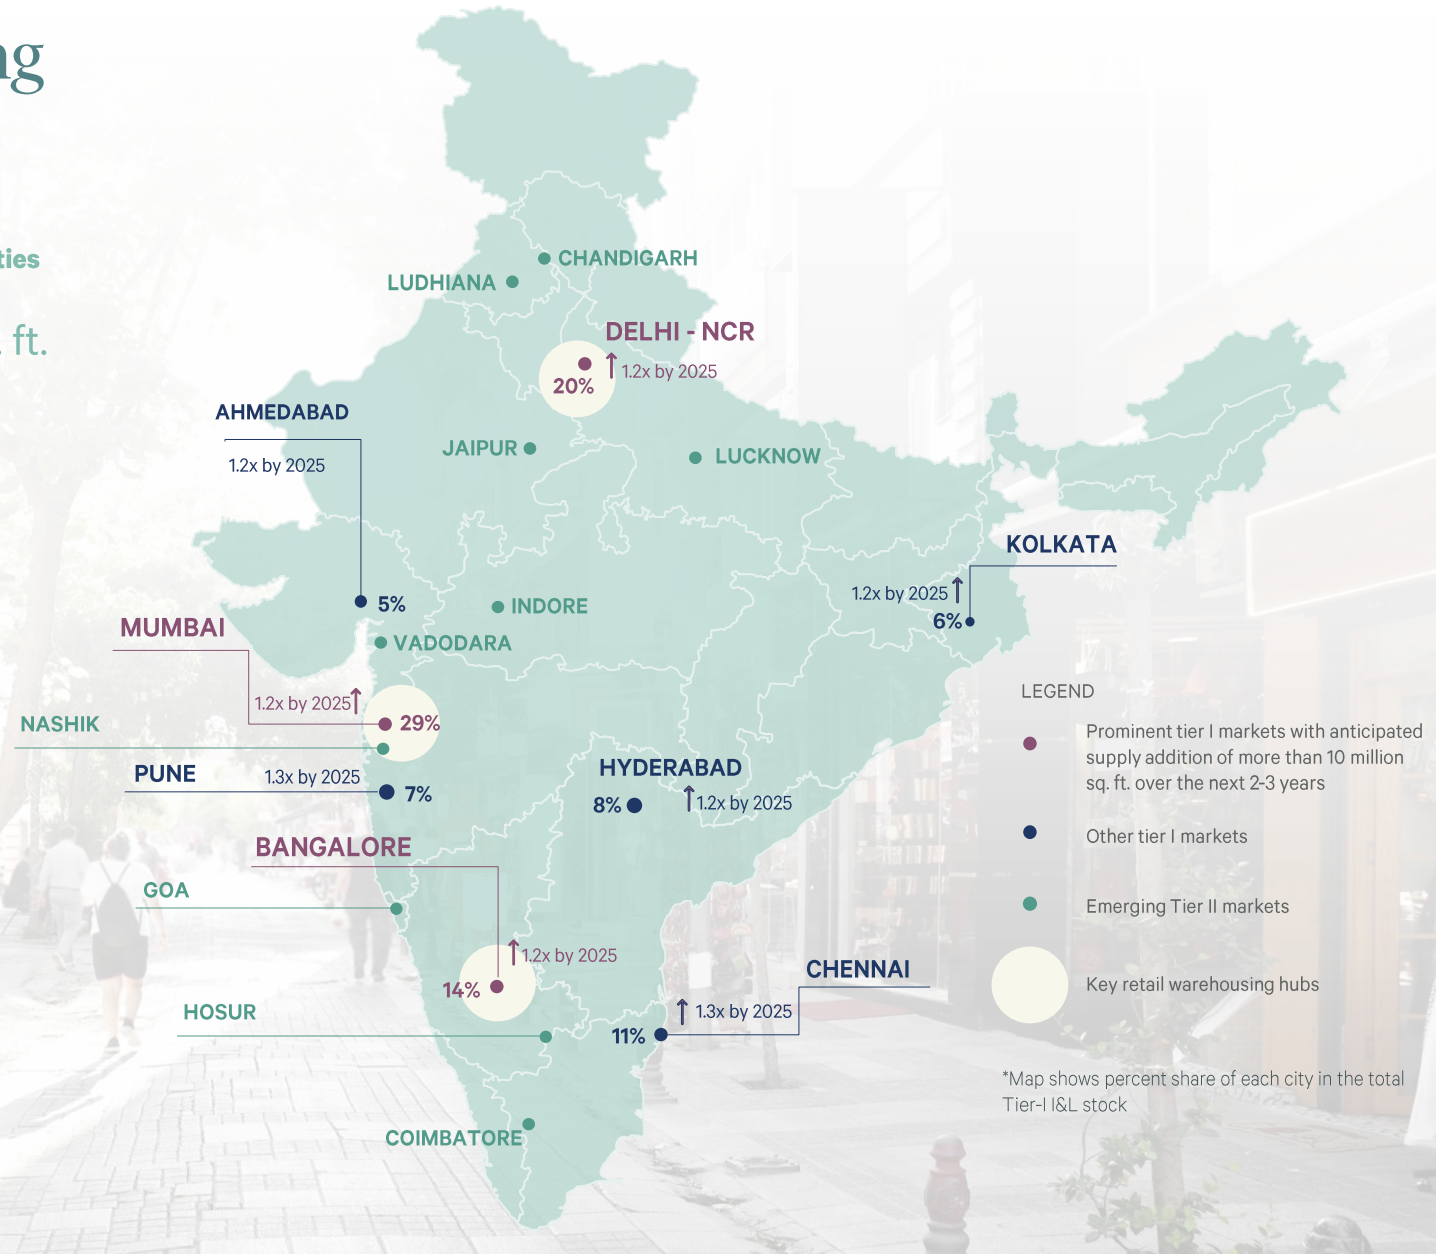 ng
ties
. ft.
CHANDIGARH
LUDHIANA
DELHI - NCR
1.2x by 2025
20%
AHMEDABAD
1.2x by 2025
JAIPUR
LUCKNOW
KOLKATA
1.2x by 2025
6%
5%
INDORE
MUMBAI
VADODARA
1.2x by 2025
29%
NASHIK
PUNE
1.3x by 2025
7%
HYDERABAD
8%
1.2x by 2025
BANGALORE
GOA
1.2x by 2025
14%
CHENNAI
HOSUR
1.3x by 2025
11%
COIMBATORE
LEGEND
Prominent tier I markets with anticipated
supply addition of more than 10 million
sq. ft. over the next 2-3 years
Other tier I markets
Emerging Tier II markets
Key retail warehousing hubs
*Map shows percent share of each city in the total
Tier-I I&L stock